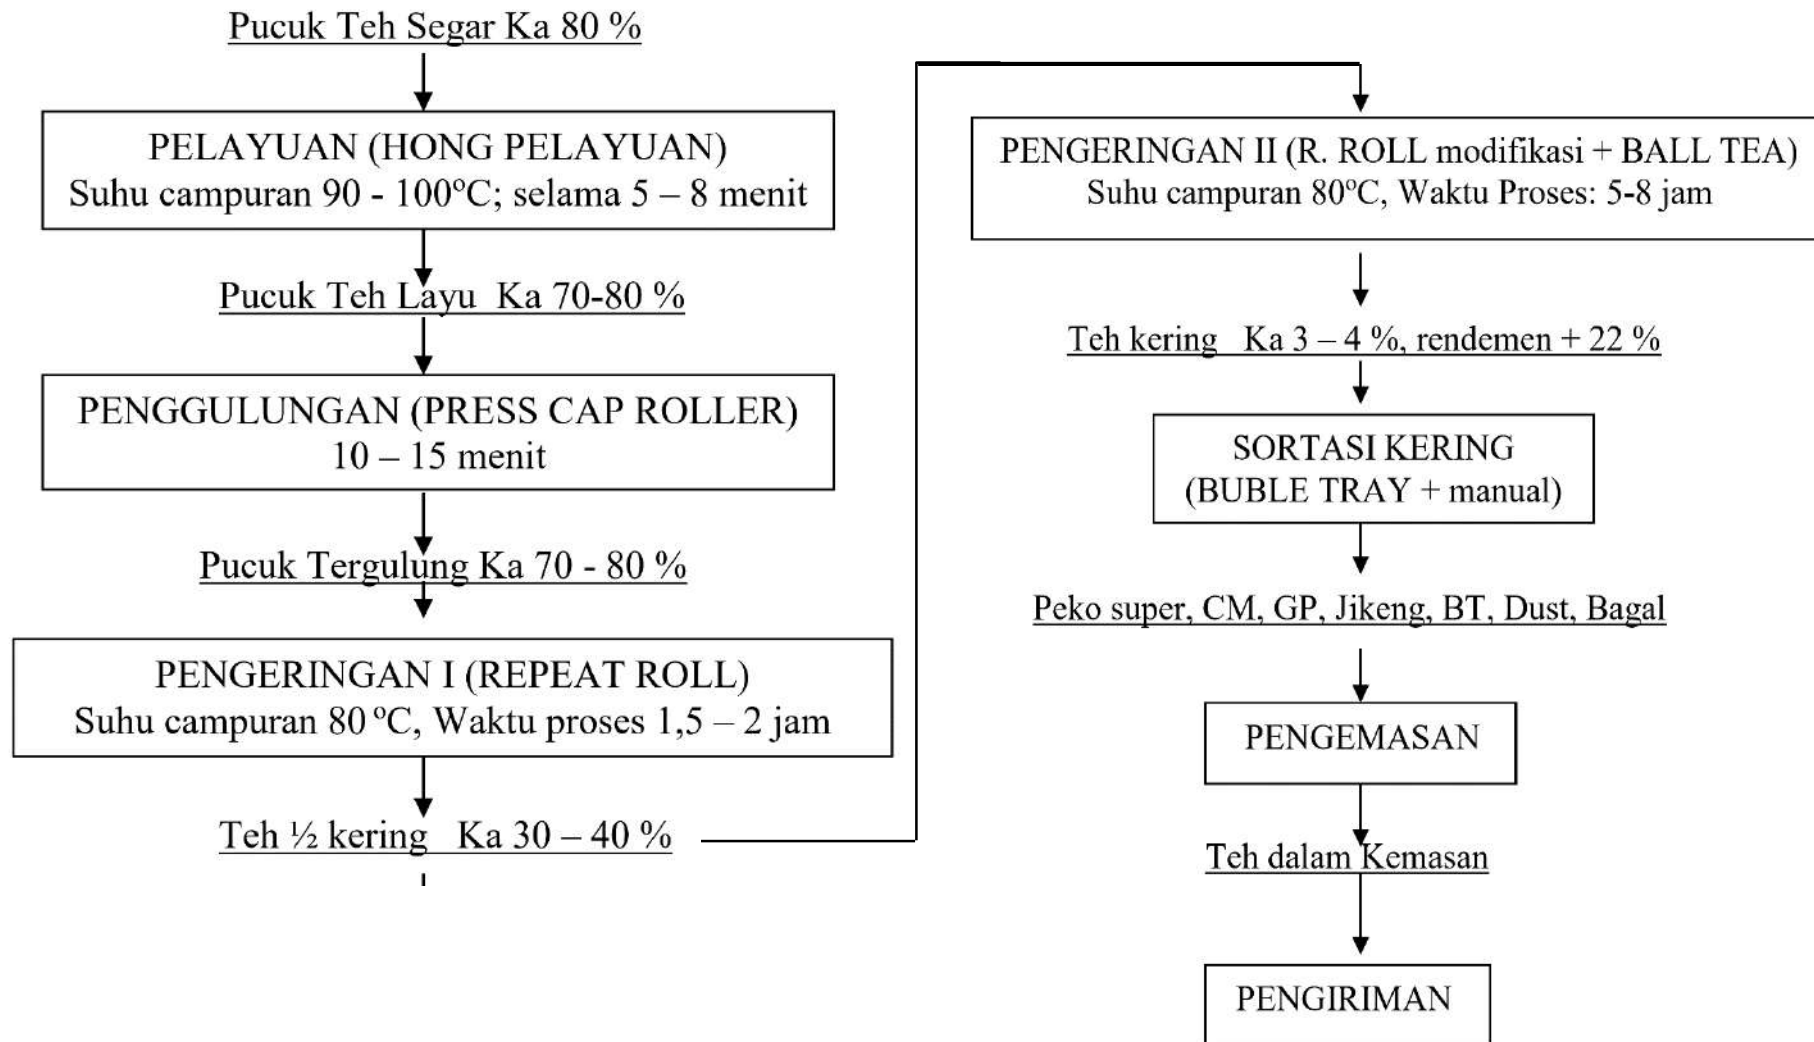 Pucuk Teh Segar Ka 80 %
PELAYUAN (HONG PELAYUAN)
Suhu campuran 90 - 100°C; selama 5 – 8 menit
Pucuk Teh Layu Ka 70-80 %
PENGGULUNGAN (PRESS CAP ROLLER)
10 – 15 menit
Pucuk Tergulung Ka 70 - 80 %
PENGERINGAN I (REPEAT ROLL)
Suhu campuran 80 °C, Waktu proses 1,5 – 2 jam
Teh ½ kering Ka 30 – 40 %
PENGERINGAN II (R. ROLL modifikasi + BALL TEA)
Suhu campuran 80°C, Waktu Proses: 5-8 jam
Teh kering Ka 3 – 4 %, rendemen + 22 %
SORTASI KERING
(BUBLE TRAY + manual)
Peko super, CM, GP, Jikeng, BT, Dust, Bagal
PENGEMASAN
Teh dalam Kemasan
PENGIRIMAN